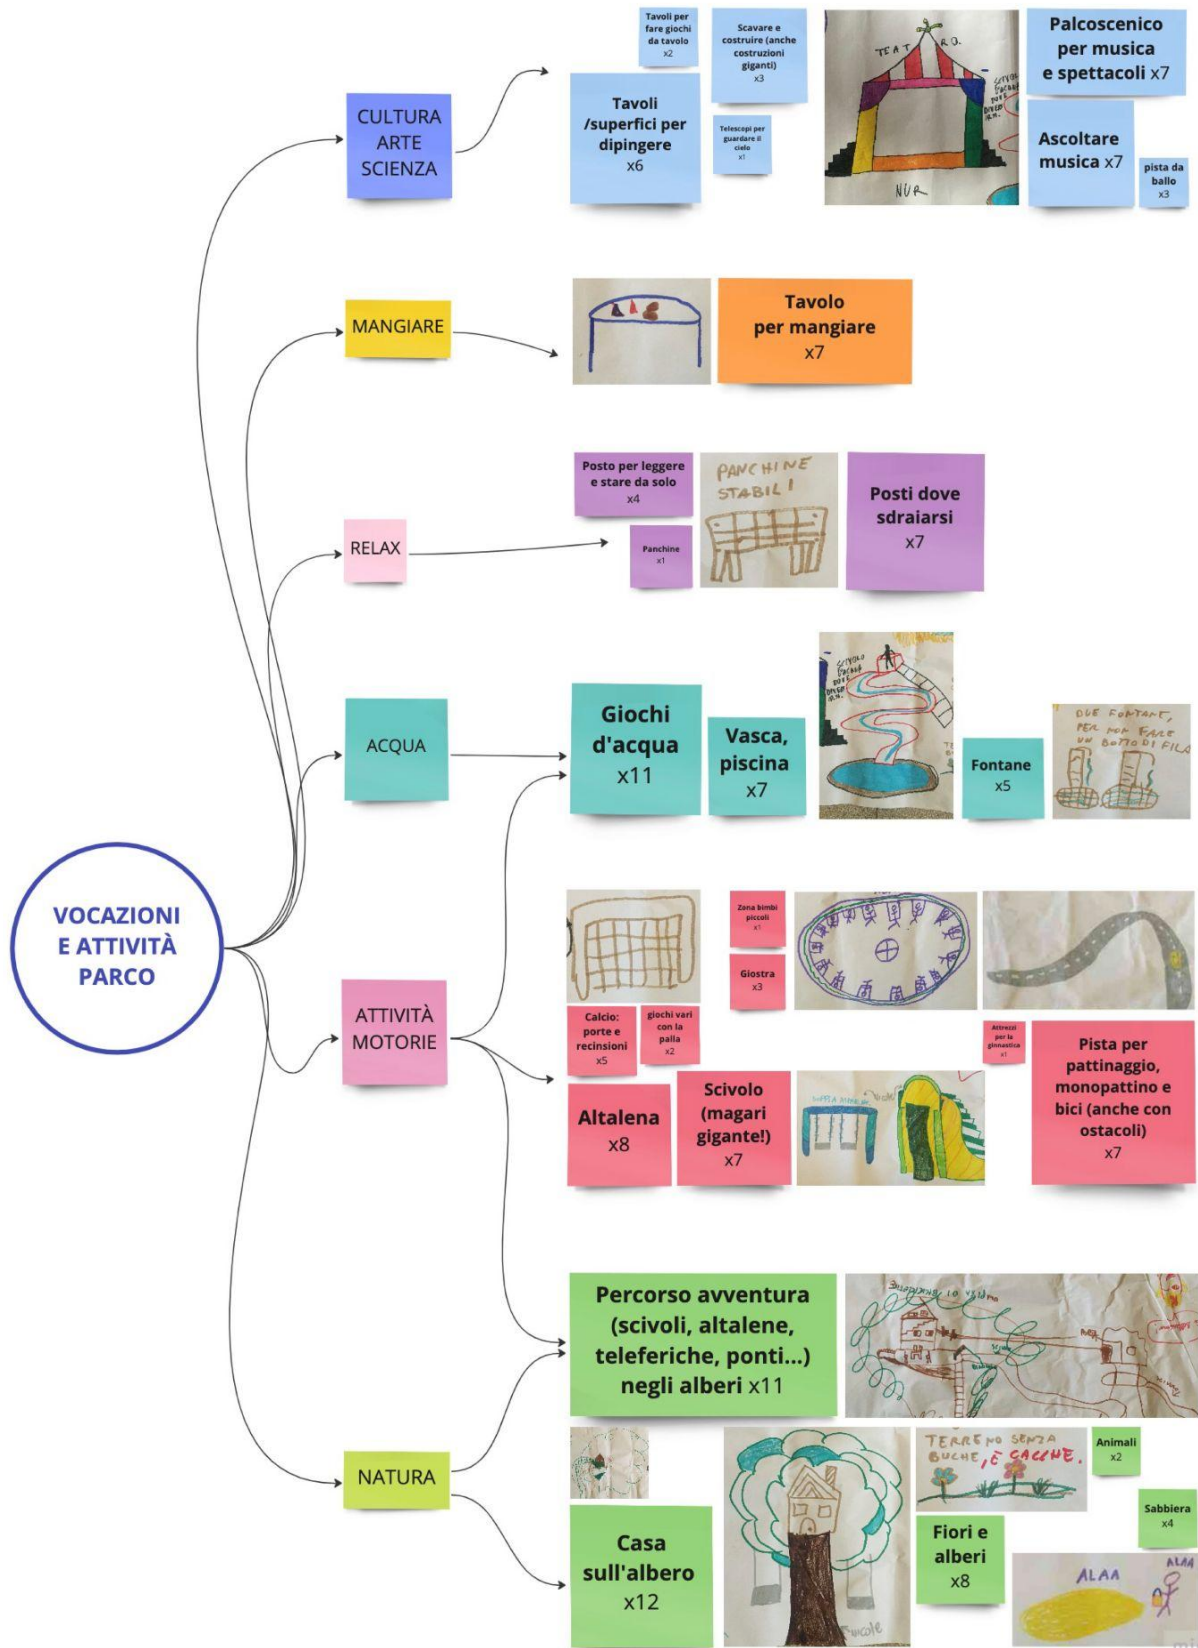 Tavoli per
fare giochi
da tavolo
x2
Scavare e
costruire (anche
costruzioni
giganti)
x3
TEATRO.
SCIVOLO
D'ACQUA
DOVE
NUR
Palcoscenico
per musica
e spettacoli x7
CULTURA
ARTE
SCIENZA
Tavoli
/superfici per
dipingere
x6
Telescopi per
guardare il
cielo
x1
Ascoltare
musica x7
pista da
ballo
x3
MANGIARE
Tavolo
per mangiare
x7
RELAX
Posto per leggere
e stare da solo
x4
Panchine
x1
PANCHINE
STABILI
Posti dove
sdraiarsi
x7
ACQUA
Giochi
d'acqua
x11
Vasca,
piscina
x7
SCIVOLO
D'ACQUA
DOVE
Fontane
x5
DUE FONTANE,
PER NON FARE
UN BOTTO DI FILA
VOCAZIONI
E ATTIVITÀ
PARCO
ATTIVITÀ
MOTORIE
Zona bimbi
piccoli
x1
Giostra
x3
Calcio:
porte e
recinsioni
x5
giochi vari
con la
palla
x2
Attrezzi
per la
ginnastica
x1
Altalena
x8
Scivolo
(magari
gigante!)
x7
Pista per
pattinaggio,
monopattino e
bici (anche con
ostacoli)
x7
NATURA
Percorso avventura
(scivoli, altalene,
teleferiche, ponti...)
negli alberi x11
Casa
sull'albero
x12
nicole
TERRENO SENZA
BUCHE, E CACCHE.
Animali
x2
Fiori e
alberi
x8
Sabbiera
x4
ALAA
ALAA